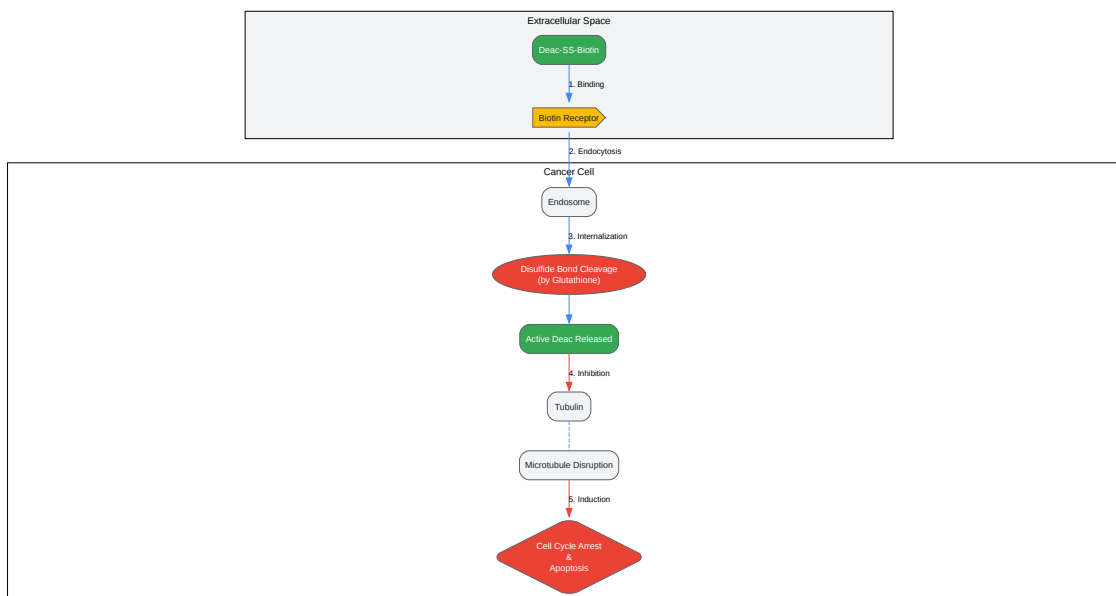 Extracellular Space
Deac-SS-Biotin
1. Binding
Biotin Receptor
2. Endocytosis
Cancer Cell
Endosome
3. Internalization
Disulfide Bond Cleavage
(by Glutathione)
Active Deac Released
4. Inhibition
Tubulin
Microtubule Disruption
5. Induction
Cell Cycle Arrest
&
Apoptosis